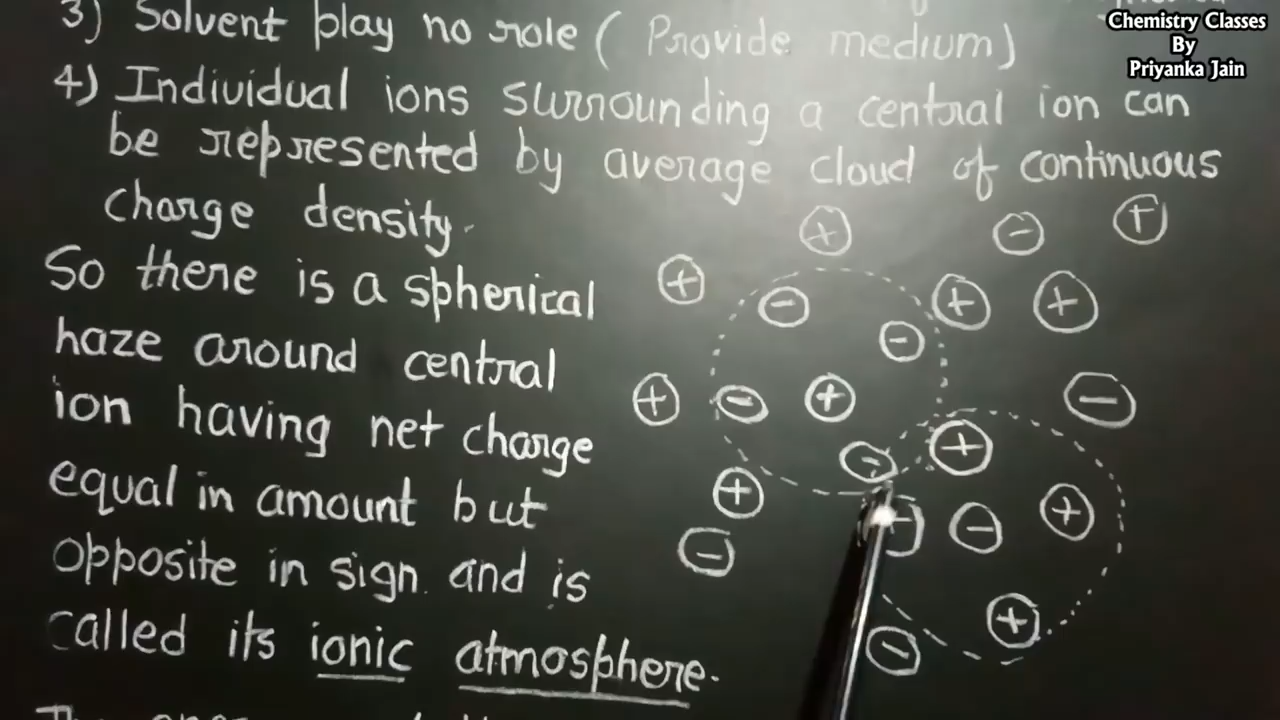 3) Solvent play no role ( Provide medium)
4) Individual ions surrounding a central ion can
be represented by average cloud of continuous
charge density.
So there is a spherical
haze around central
ion having net charge
equal in amount but
opposite in sign. and is
called its ionic atmosphere.
Chemistry Classes
By
Priyanka Jain